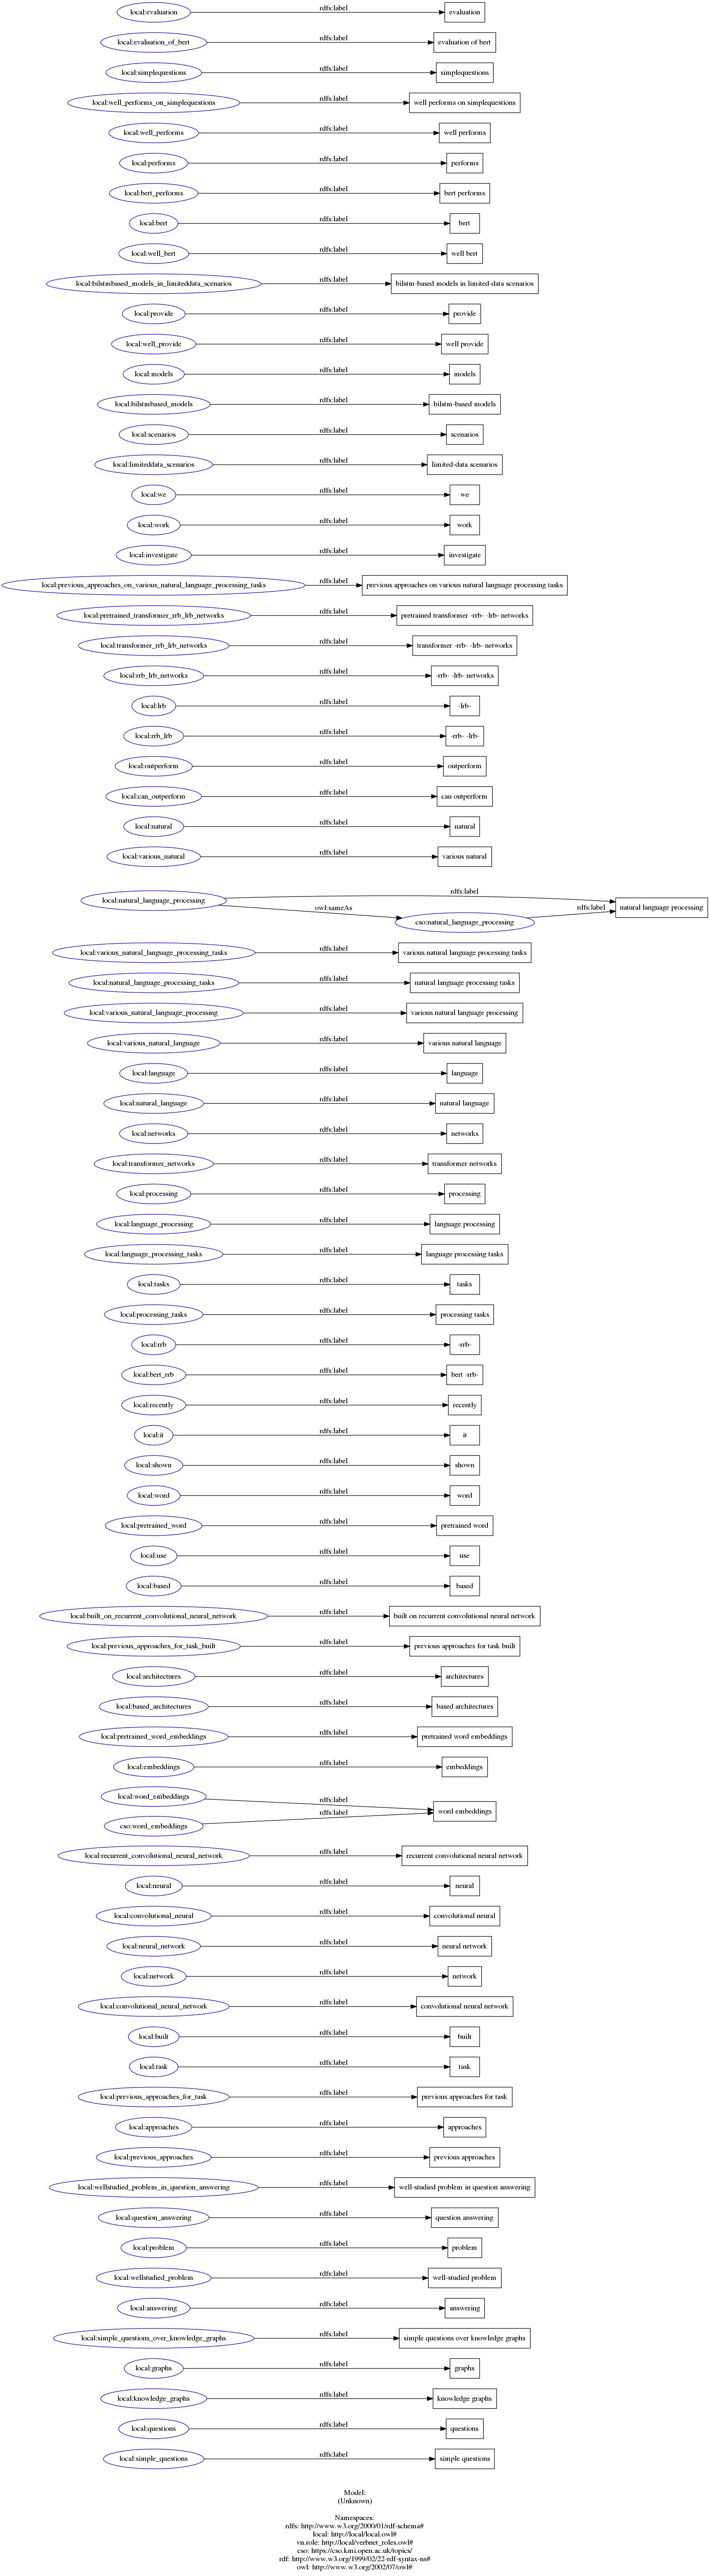 local:evaluation rdfs:label evaluation
local:evaluation_of_bert rdfs:label evaluation of bert
local:simplequestions rdfs:label simplequestions
local:well_performs_on_simplequestions rdfs:label well performs on simplequestions
local:well_performs rdfs:label well performs
local:performs rdfs:label performs
local:bert_performs rdfs:label bert performs
local:bert rdfs:label bert
local:well_bert rdfs:label well bert
local:bilstmbased_models_in_limiteddata_scenarios rdfs:label bilstm-based models in limited-data scenarios
local:provide rdfs:label provide
local:well_provide rdfs:label well provide
local:models rdfs:label models
local:bilstmbased_models rdfs:label bilstm-based models
local:scenarios rdfs:label scenarios
local:limiteddata_scenarios rdfs:label limited-data scenarios
local:we rdfs:label we
local:work rdfs:label work
local:investigate rdfs:label investigate
local:previous_approaches_on_various_natural_language_processing_tasks rdfs:label previous approaches on various natural language processing tasks
local:pretrained_transformer_rrb_lrb_networks rdfs:label pretrained transformer -rrb- -lrb- networks
local:transformer_rrb_lrb_networks rdfs:label transformer -rrb- -lrb- networks
local:rrb_lrb_networks rdfs:label -rrb- -lrb- networks
local:lrb rdfs:label -lrb-
local:rrb_lrb rdfs:label -rrb- -lrb-
local:outperform rdfs:label outperform
local:can_outperform rdfs:label can outperform
local:natural rdfs:label natural
local:various_natural rdfs:label various natural
rdfs:label
local:natural_language_processing owl:sameAs rdfs:label natural language processing
cso:natural_language_processing
local:various_natural_language_processing_tasks rdfs:label various natural language processing tasks
local:natural_language_processing_tasks rdfs:label natural language processing tasks
local:various_natural_language_processing rdfs:label various natural language processing
local:various_natural_language rdfs:label various natural language
local:language rdfs:label language
local:natural_language rdfs:label natural language
local:networks rdfs:label networks
local:transformer_networks rdfs:label transformer networks
local:processing rdfs:label processing
local:language_processing rdfs:label language processing
local:language_processing_tasks rdfs:label language processing tasks
local:tasks rdfs:label tasks
local:processing_tasks rdfs:label processing tasks
local:rrb rdfs:label -rrb-
local:bert_rrb rdfs:label bert -rrb-
local:recently rdfs:label recently
local:it rdfs:label it
local:shown rdfs:label shown
local:word rdfs:label word
local:pretrained_word rdfs:label pretrained word
local:use rdfs:label use
local:based rdfs:label based
local:built_on_recurrent_convolutional_neural_network rdfs:label built on recurrent convolutional neural network
local:previous_approaches_for_task_built rdfs:label previous approaches for task built
local:architectures rdfs:label architectures
local:based_architectures rdfs:label based architectures
local:pretrained_word_embeddings rdfs:label pretrained word embeddings
local:embeddings rdfs:label embeddings
local:word_embeddings rdfs:label word embeddings
cso:word_embeddings rdfs:label
local:recurrent_convolutional_neural_network rdfs:label recurrent convolutional neural network
local:neural rdfs:label neural
local:convolutional_neural rdfs:label convolutional neural
local:neural_network rdfs:label neural network
local:network rdfs:label network
local:convolutional_neural_network rdfs:label convolutional neural network
local:built rdfs:label built
local:task rdfs:label task
local:previous_approaches_for_task rdfs:label previous approaches for task
local:approaches rdfs:label approaches
local:previous_approaches rdfs:label previous approaches
local:wellstudied_problem_in_question_answering rdfs:label well-studied problem in question answering
local:question_answering rdfs:label question answering
local:problem rdfs:label problem
local:wellstudied_problem rdfs:label well-studied problem
local:answering rdfs:label answering
local:simple_questions_over_knowledge_graphs rdfs:label simple questions over knowledge graphs
local:graphs rdfs:label graphs
local:knowledge_graphs rdfs:label knowledge graphs
local:questions rdfs:label questions
local:simple_questions rdfs:label simple questions
Model:
(Unknown)
Namespaces:
rdfs: http://www.w3.org/2000/01/rdf-schema#
local: http://local/local.owl#
vn.role: http://local/verbnet_roles.owl#
cso: https://cso.kmi.open.ac.uk/topics/
rdf: http://www.w3.org/1999/02/22-rdf-syntax-ns#
owl: http://www.w3.org/2002/07/owl#